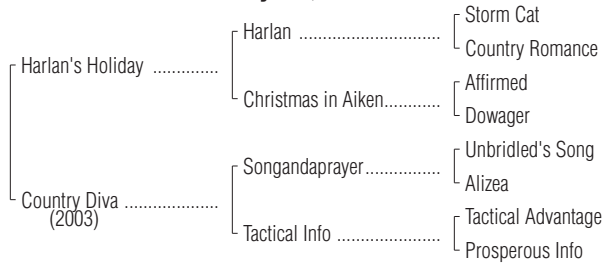 Storm Cat
Harlan ..............................
Country Romance
Harlan's Holiday ..............
Affirmed
Christmas in Aiken............
Dowager
Unbridled's Song
Songandaprayer................
Alizea
Country Diva ....................
(2003)
Tactical Advantage
Tactical Info ......................
Prosperous Info